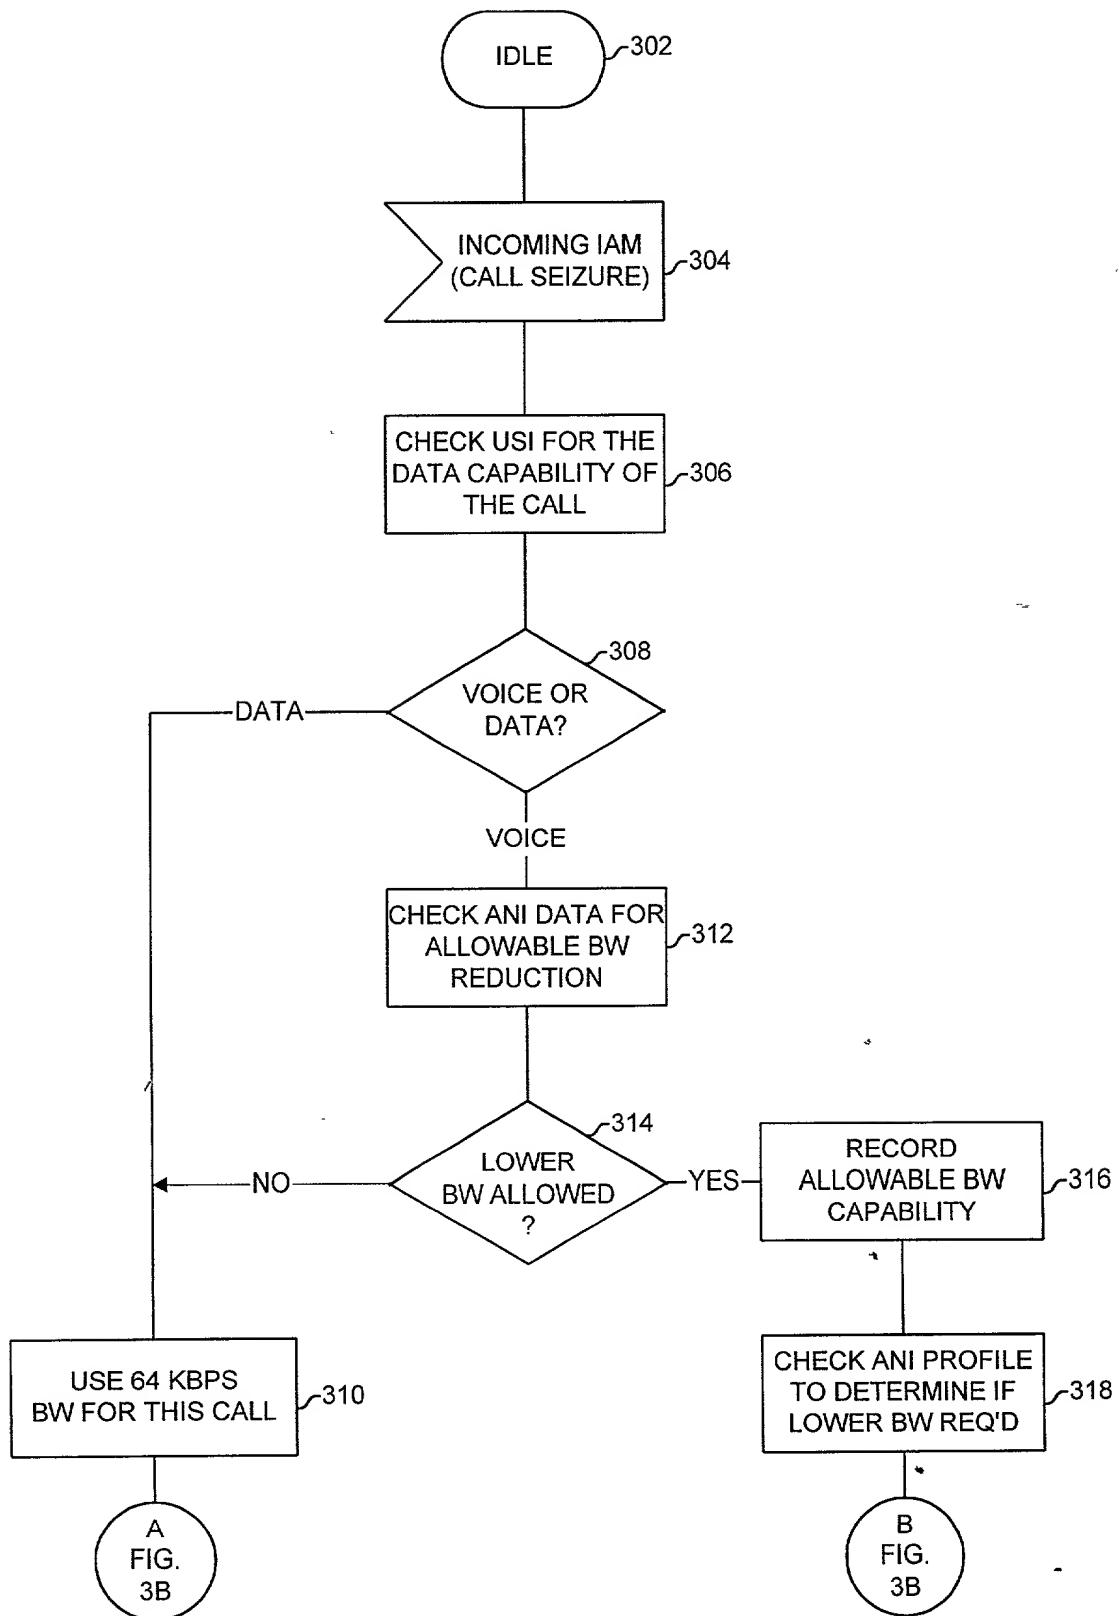 IDLE
302
INCOMING IAM
(CALL SEIZURE)
304
CHECK USI FOR THE
DATA CAPABILITY OF
THE CALL
306
308
VOICE OR
DATA?
DATA
VOICE
CHECK ANI DATA FOR
ALLOWABLE BW
REDUCTION
312
314
LOWER
BW ALLOWED
?
NO
YES
RECORD
ALLOWABLE BW
CAPABILITY
316
USE 64 KBPS
BW FOR THIS CALL
310
CHECK ANI PROFILE
TO DETERMINE IF
LOWER BW REQ'D
318
A
FIG.
3B
B
FIG.
3B